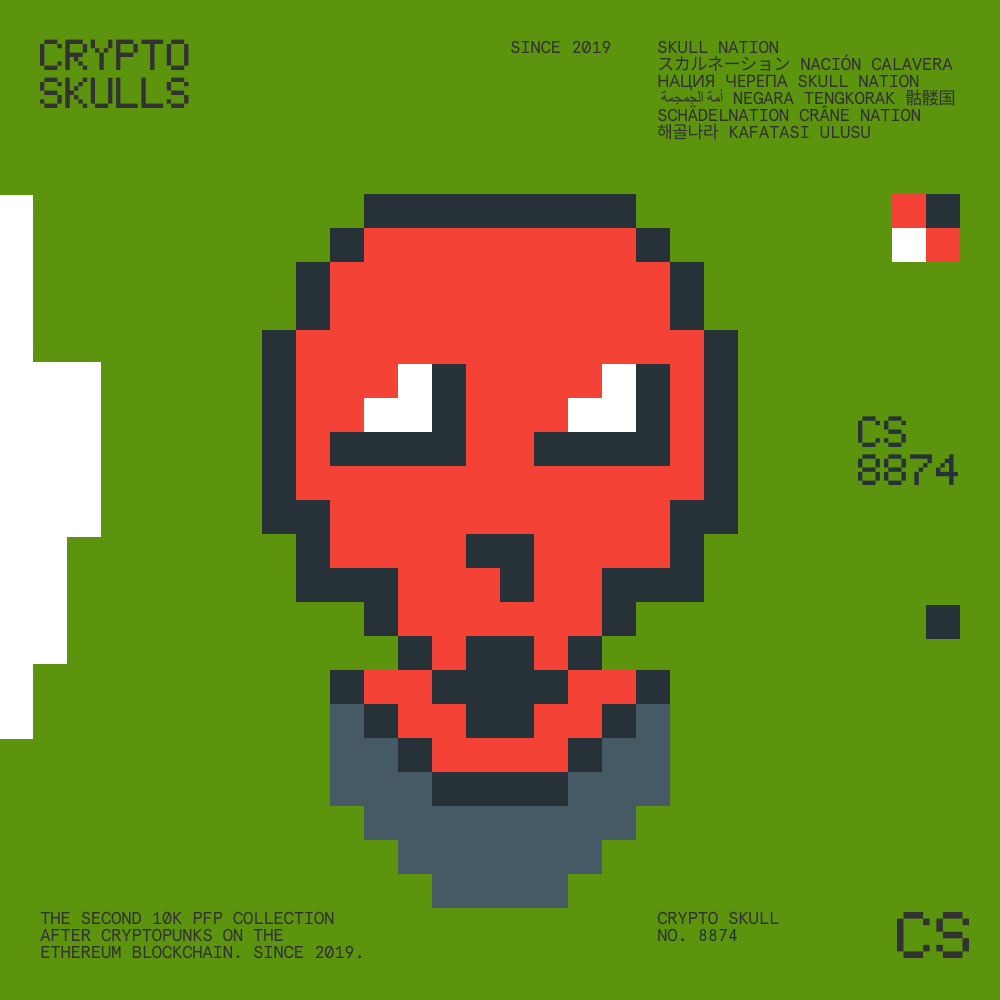 CRYPTO
SKULLS
SINCE 2019
SKULL NATION
スカルネーション NACIÓN CALAVERA
НАЦИЯ ЧЕРЕПА SKULL NATION
أمة الجمجمة NEGARA TENGKORAK 骷髅国
SCHÄDELNATION CRÂNE NATION
해골나라 KAFATASI ULUSU
CS
8874
THE SECOND 10K PFP COLLECTION
AFTER CRYPTOPUNKS ON THE
ETHEREUM BLOCKCHAIN. SINCE 2019.
CRYPTO SKULL
NO. 8874
CS